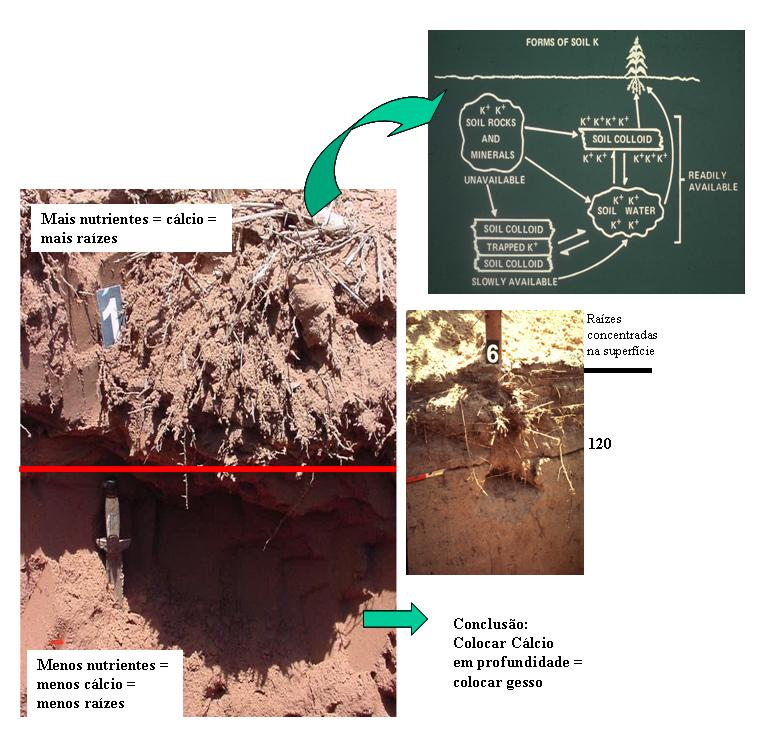 Mais nutrientes = cálcio =
mais raízes
1
Menos nutrientes =
menos cálcio =
menos raízes
FORMS OF SOIL K
K+ K+
SOIL ROCKS
AND
MINERALS
UNAVAILABLE
K+ K+ K+ K+
SOIL COLLOID
K+ K+
K+ K+ K+
K+ K+
SOIL WATER
K+ K+
READILY
AVAILABLE
SOIL COLLOID
TRAPPED K+
SOIL COLLOID
SLOWLY AVAILABLE
6
Raízes
concentradas
na superfície
120
Conclusão:
Colocar Cálcio
em profundidade =
colocar gesso